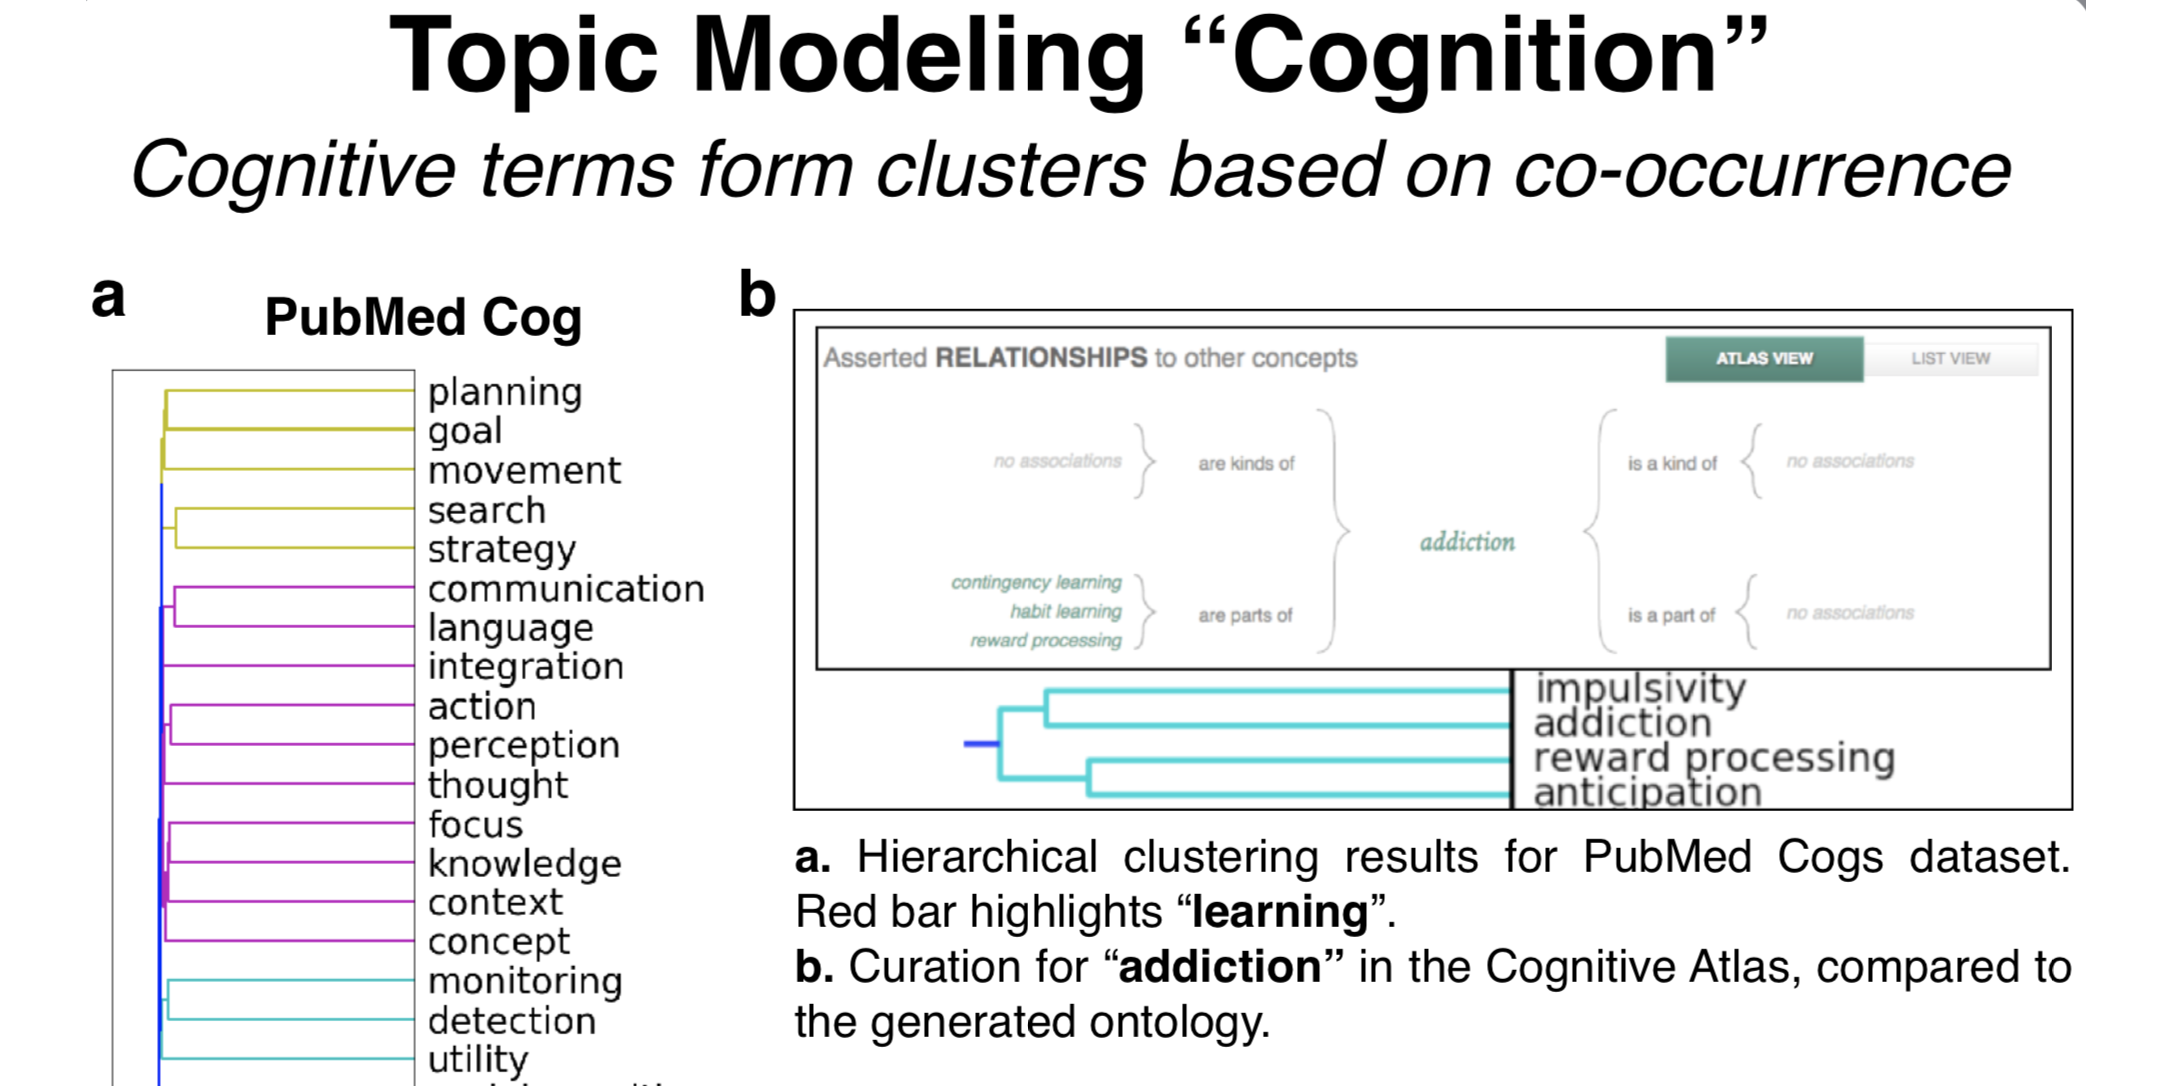 Topic Modeling “Cognition”
Cognitive terms form clusters based on co-occurrence
a
PubMed Cog
planning
goal
movement
search
strategy
communication
language
integration
action
perception
thought
focus
knowledge
context
concept
monitoring
detection
utility
b
Asserted RELATIONSHIPS to other concepts
ATLAS VIEW
LIST VIEW
no associations
are kinds of
is a kind of
no associations
addiction
contingency learning
habit learning
reward processing
are parts of
is a part of
no associations
impulsivity
addiction
reward processing
anticipation
a. Hierarchical clustering results for PubMed Cogs dataset.
Red bar highlights “learning”.
b. Curation for “addiction” in the Cognitive Atlas, compared to
the generated ontology.